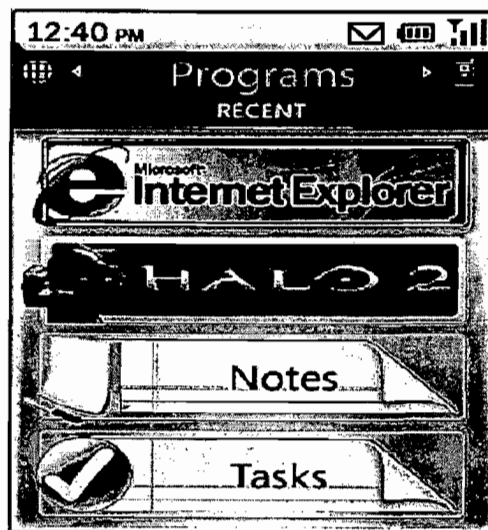 12:40 PM
Programs
RECENT
Microsoft
Internet Explorer
HALO 2
Notes
Tasks